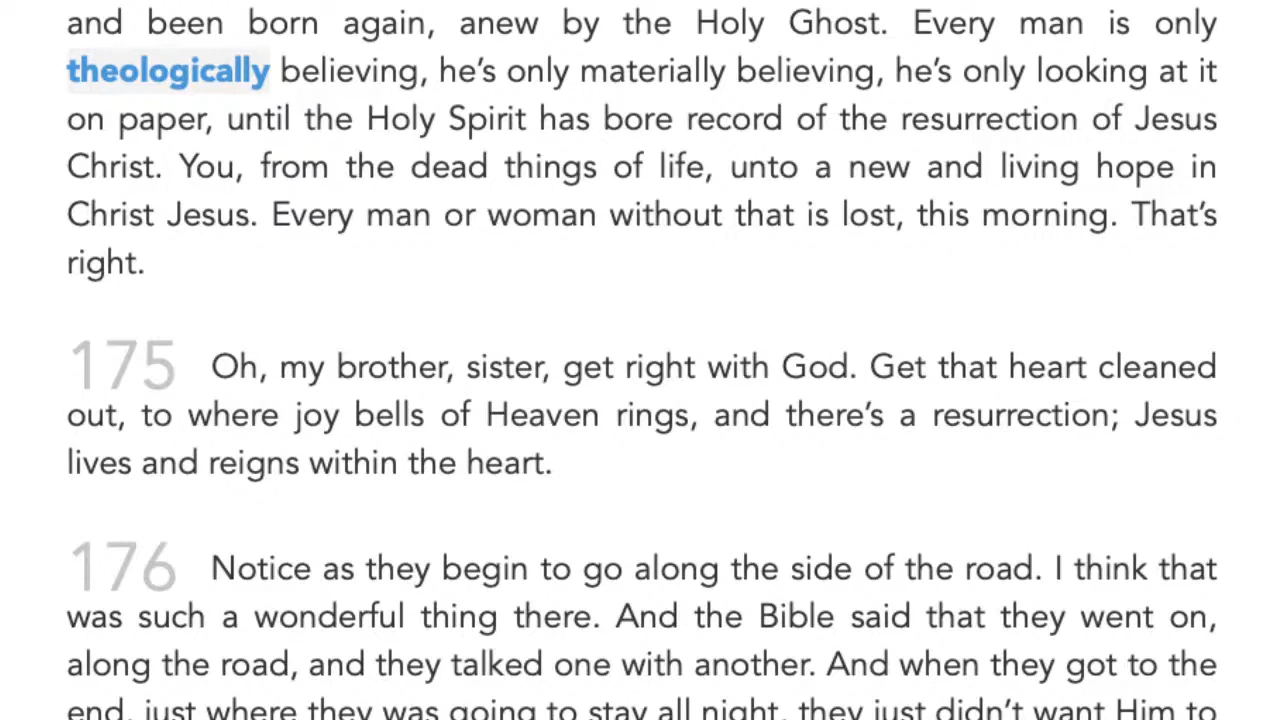 and been born again, anew by the Holy Ghost. Every man is only
theologically believing, he’s only materially believing, he’s only looking at it
on paper, until the Holy Spirit has bore record of the resurrection of Jesus
Christ. You, from the dead things of life, unto a new and living hope in
Christ Jesus. Every man or woman without that is lost, this morning. That’s
right.
175 Oh, my brother, sister, get right with God. Get that heart cleaned
out, to where joy bells of Heaven rings, and there’s a resurrection; Jesus
lives and reigns within the heart.
176 Notice as they begin to go along the side of the road. I think that
was such a wonderful thing there. And the Bible said that they went on,
along the road, and they talked one with another. And when they got to the
end, just where they was going to stay all night, they just didn’t want Him to